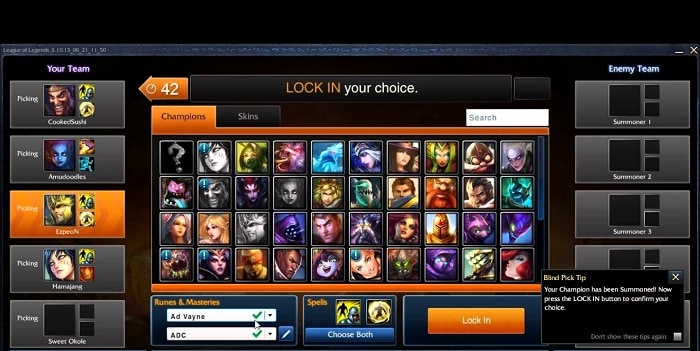 League of Legends 3.10.13_08_21_11_50
Your Team
42
LOCK IN your choice.
Enemy Team
Picking
CookedSushi
Champions
Skins
Search
Summoner 1
Picking
Amudoodles
Summoner 2
Picking
EzpeoN
Summoner 3
Picking
Hamajang
Blind Pick Tip
Your Champion has been Summoned! Now
press the LOCK IN button to confirm your
choice.
Don't show these tips again:
Runes & Masteries
Ad Vayne
ADC
Spells
Choose Both
Lock In
Picking
Sweet Okole